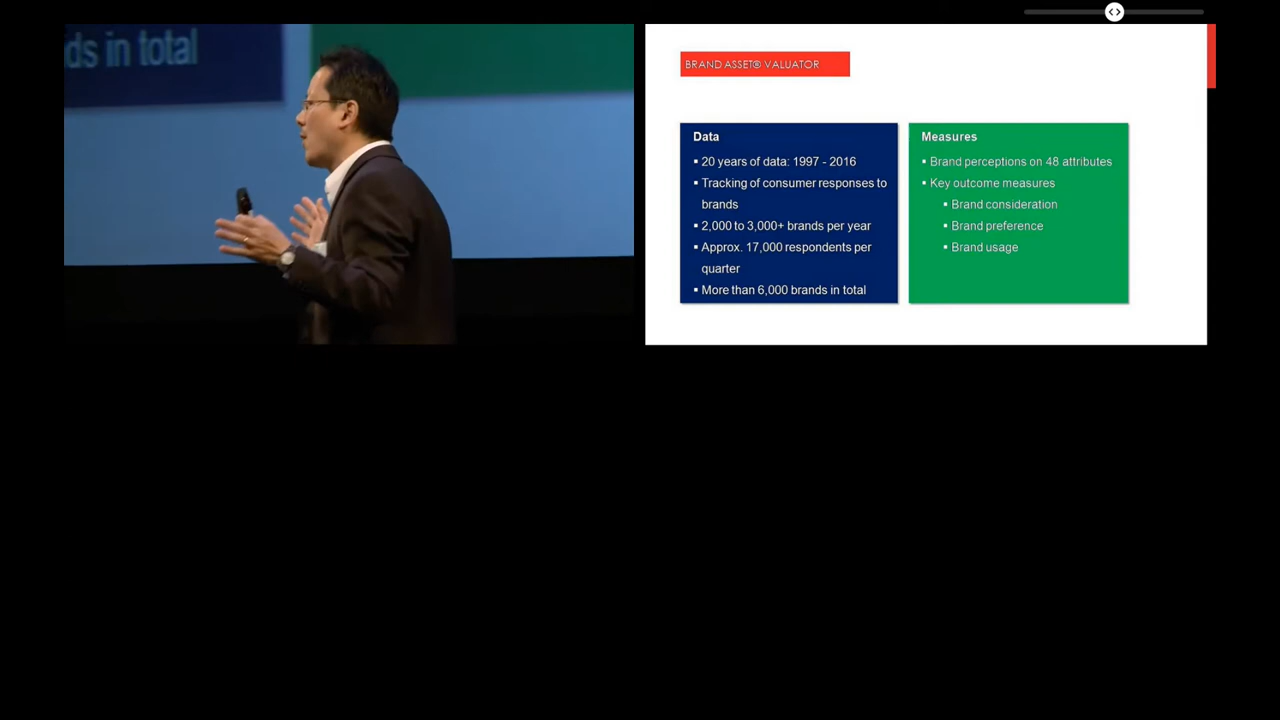 ds in total
BRAND ASSET® VALUATOR
Data
▪ 20 years of data: 1997 - 2016
▪ Tracking of consumer responses to
brands
▪ 2,000 to 3,000+ brands per year
▪ Approx. 17,000 respondents per
quarter
▪ More than 6,000 brands in total
Measures
▪ Brand perceptions on 48 attributes
▪ Key outcome measures
▪ Brand consideration
▪ Brand preference
▪ Brand usage